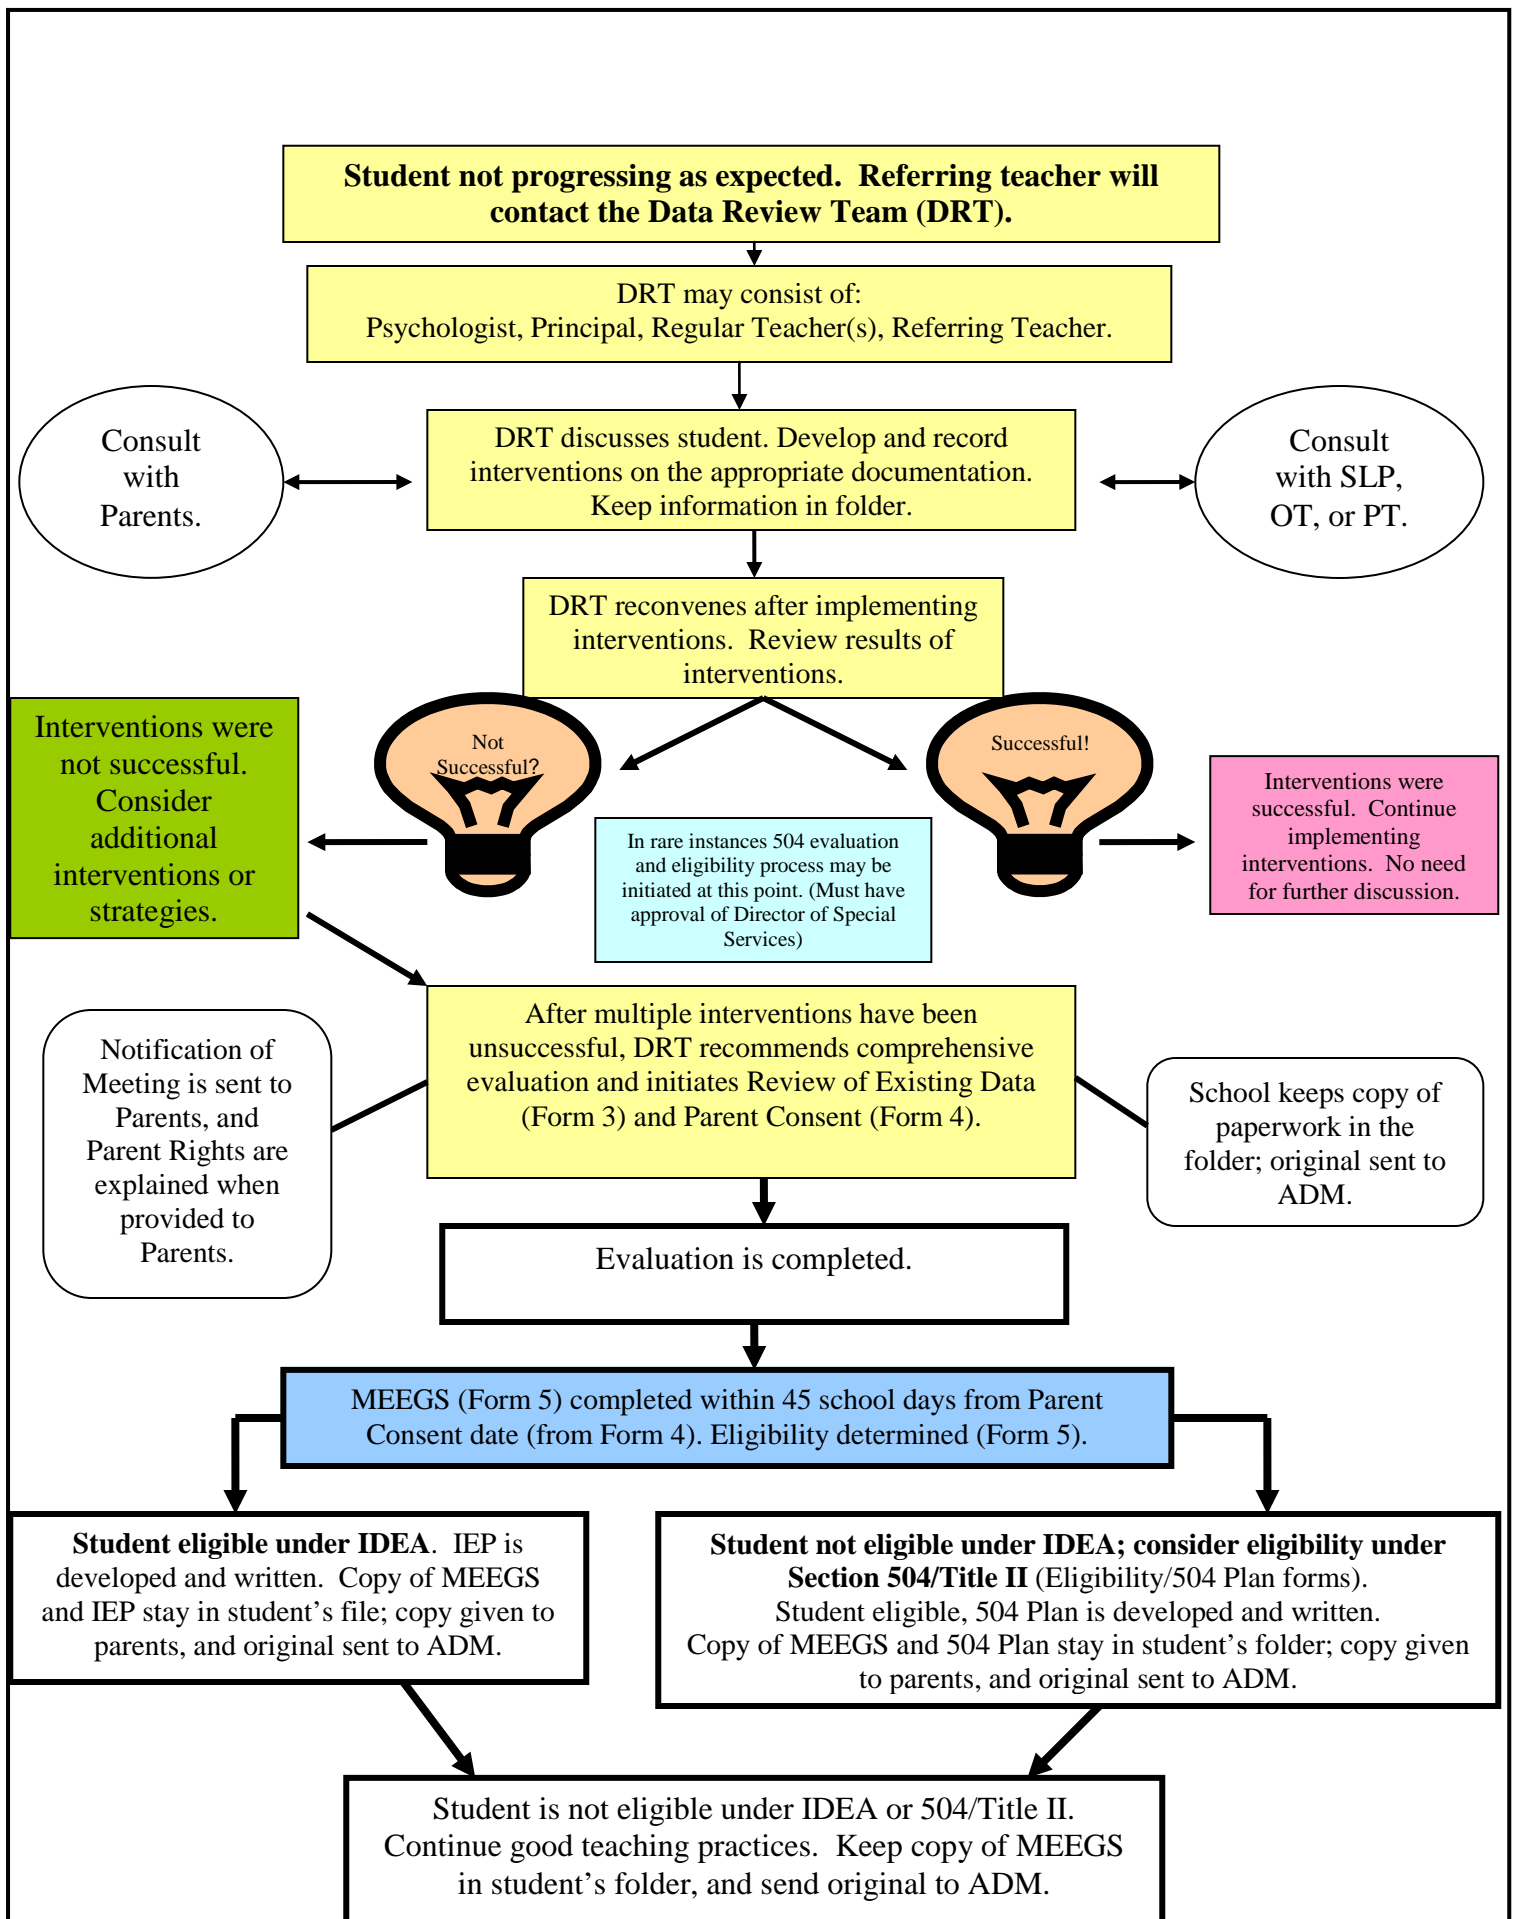 Student not progressing as expected.  Referring teacher will
contact the Data Review Team (DRT).
DRT may consist of:
Psychologist, Principal, Regular Teacher(s), Referring Teacher.
Consult
with
Parents.
DRT discusses student. Develop and record
interventions on the appropriate documentation.
Keep information in folder.
Consult
with SLP,
OT, or PT.
DRT reconvenes after implementing
interventions.  Review results of
interventions.
Interventions were
not successful.
Consider
additional
interventions or
strategies.
Not
Successful?
Successful!
Interventions were
successful.  Continue
implementing
interventions.  No need
for further discussion.
In rare instances 504 evaluation
and eligibility process may be
initiated at this point. (Must have
approval of Director of Special
Services)
Notification of
Meeting is sent to
Parents, and
Parent Rights are
explained when
provided to
Parents.
After multiple interventions have been
unsuccessful, DRT recommends comprehensive
evaluation and initiates Review of Existing Data
(Form 3) and Parent Consent (Form 4).
School keeps copy of
paperwork in the
folder; original sent to
ADM.
Evaluation is completed.
MEEGS (Form 5) completed within 45 school days from Parent
Consent date (from Form 4). Eligibility determined (Form 5).
Student eligible under IDEA.  IEP is
developed and written.  Copy of MEEGS
and IEP stay in student’s file; copy given to
parents, and original sent to ADM.
Student not eligible under IDEA; consider eligibility under
Section 504/Title II (Eligibility/504 Plan forms).
Student eligible, 504 Plan is developed and written.
Copy of MEEGS and 504 Plan stay in student’s folder; copy given
to parents, and original sent to ADM.
Student is not eligible under IDEA or 504/Title II.
Continue good teaching practices.  Keep copy of MEEGS
in student’s folder, and send original to ADM.